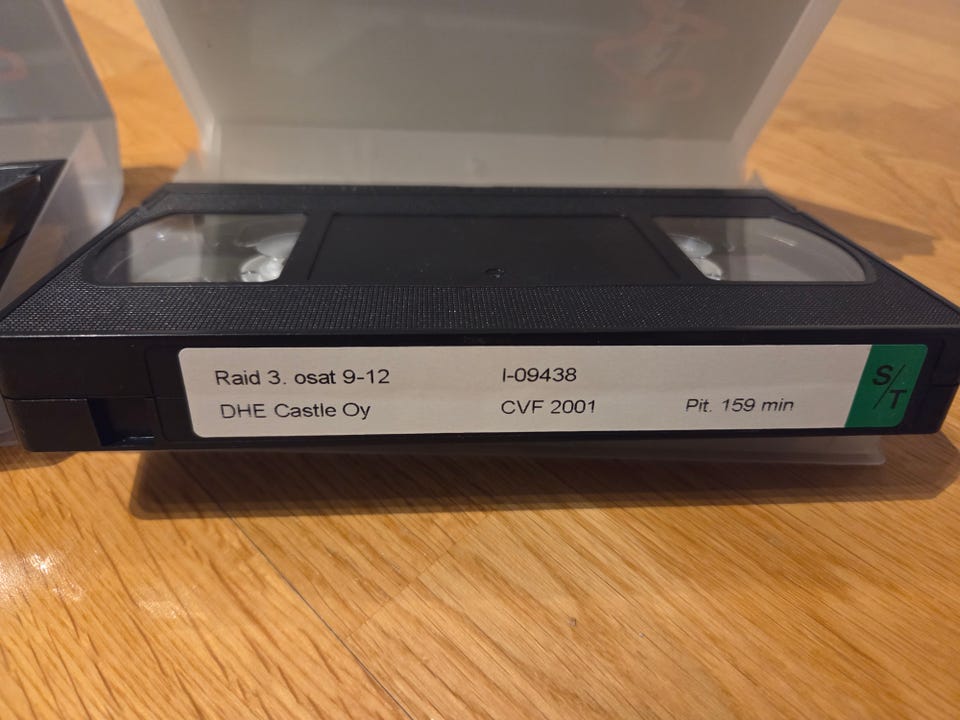 Raid 3. osat 9-12 I-09438
DHE Castle Oy CVF 2001 Pit. 159 min
S/T